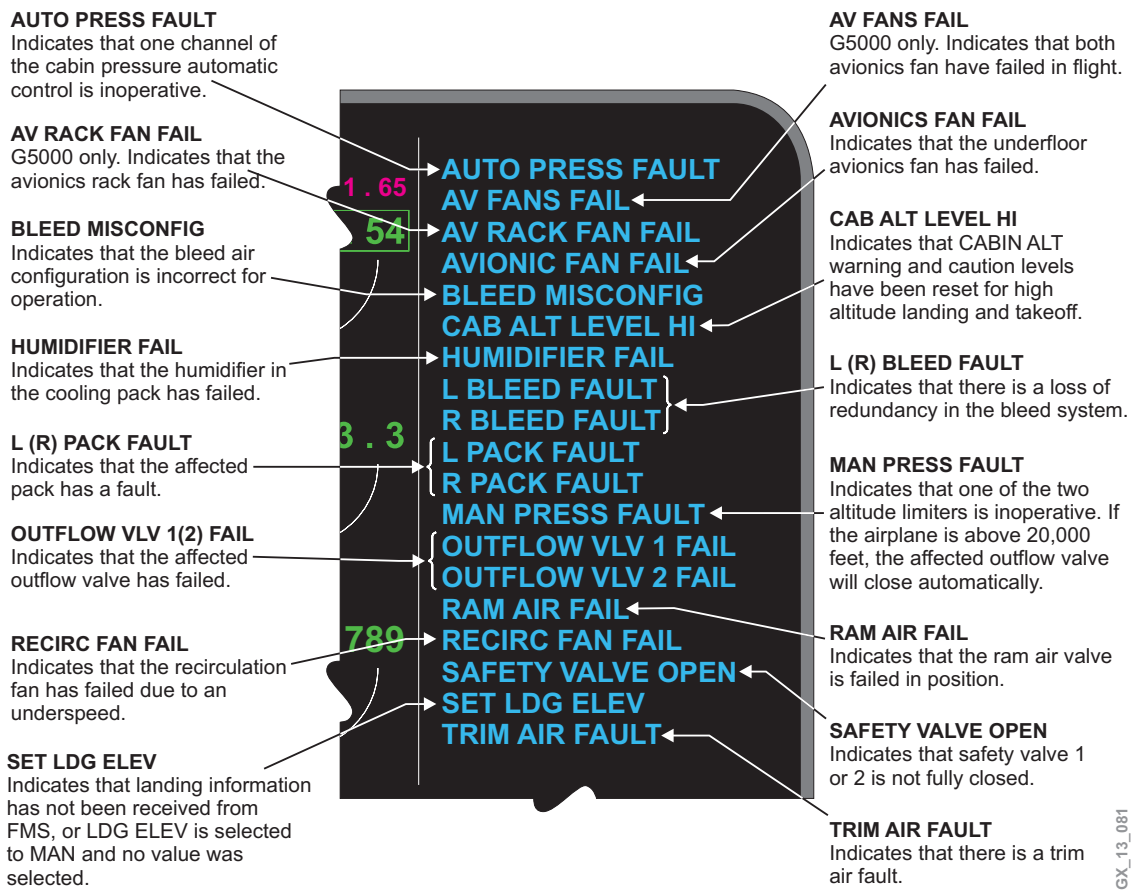 AUTO PRESS FAULT
Indicates that one channel of
the cabin pressure automatic
control is inoperative.
AV RACK FAN FAIL
G5000 only. Indicates that the
avionics rack fan has failed.
BLEED MISCONFIG
Indicates that the bleed air
configuration is incorrect for
operation.
HUMIDIFIER FAIL
Indicates that the humidifier in
the cooling pack has failed.
L (R) PACK FAULT
Indicates that the affected
pack has a fault.
OUTFLOW VLV 1(2) FAIL
Indicates that the affected
outflow valve has failed.
RECIRC FAN FAIL
Indicates that the recirculation
fan has failed due to an
underspeed.
SET LDG ELEV
Indicates that landing information
has not been received from
FMS, or LDG ELEV is selected
to MAN and no value was
selected.
1.65
54
3.3
789
AUTO PRESS FAULT
AV FANS FAIL
AV RACK FAN FAIL
AVIONIC FAN FAIL
BLEED MISCONFIG
CAB ALT LEVEL HI
HUMIDIFIER FAIL
L BLEED FAULT
R BLEED FAULT
L PACK FAULT
R PACK FAULT
MAN PRESS FAULT
OUTFLOW VLV 1 FAIL
OUTFLOW VLV 2 FAIL
RAM AIR FAIL
RECIRC FAN FAIL
SAFETY VALVE OPEN
SET LDG ELEV
TRIM AIR FAULT
AV FANS FAIL
G5000 only. Indicates that both
avionics fan have failed in flight.
AVIONICS FAN FAIL
Indicates that the underfloor
avionics fan has failed.
CAB ALT LEVEL HI
Indicates that CABIN ALT
warning and caution levels
have been reset for high
altitude landing and takeoff.
L (R) BLEED FAULT
Indicates that there is a loss of
redundancy in the bleed system.
MAN PRESS FAULT
Indicates that one of the two
altitude limiters is inoperative. If
the airplane is above 20,000
feet, the affected outflow valve
will close automatically.
RAM AIR FAIL
Indicates that the ram air valve
is failed in position.
SAFETY VALVE OPEN
Indicates that safety valve 1
or 2 is not fully closed.
TRIM AIR FAULT
Indicates that there is a trim
air fault.
GX_13_081